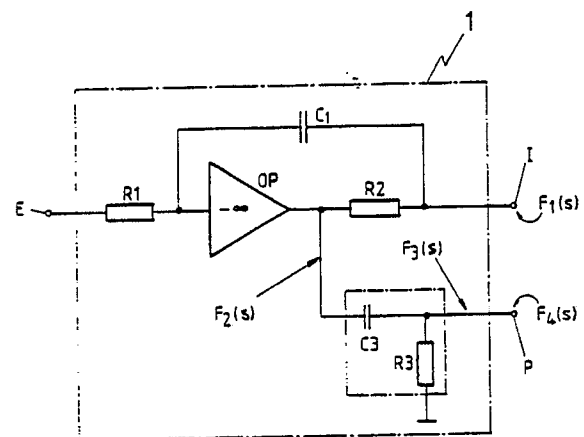 1
C1
I
OP
R1
R2
E
- ∞
F1(s)
F3(s)
F2(s)
C3
F4(s)
R3
P